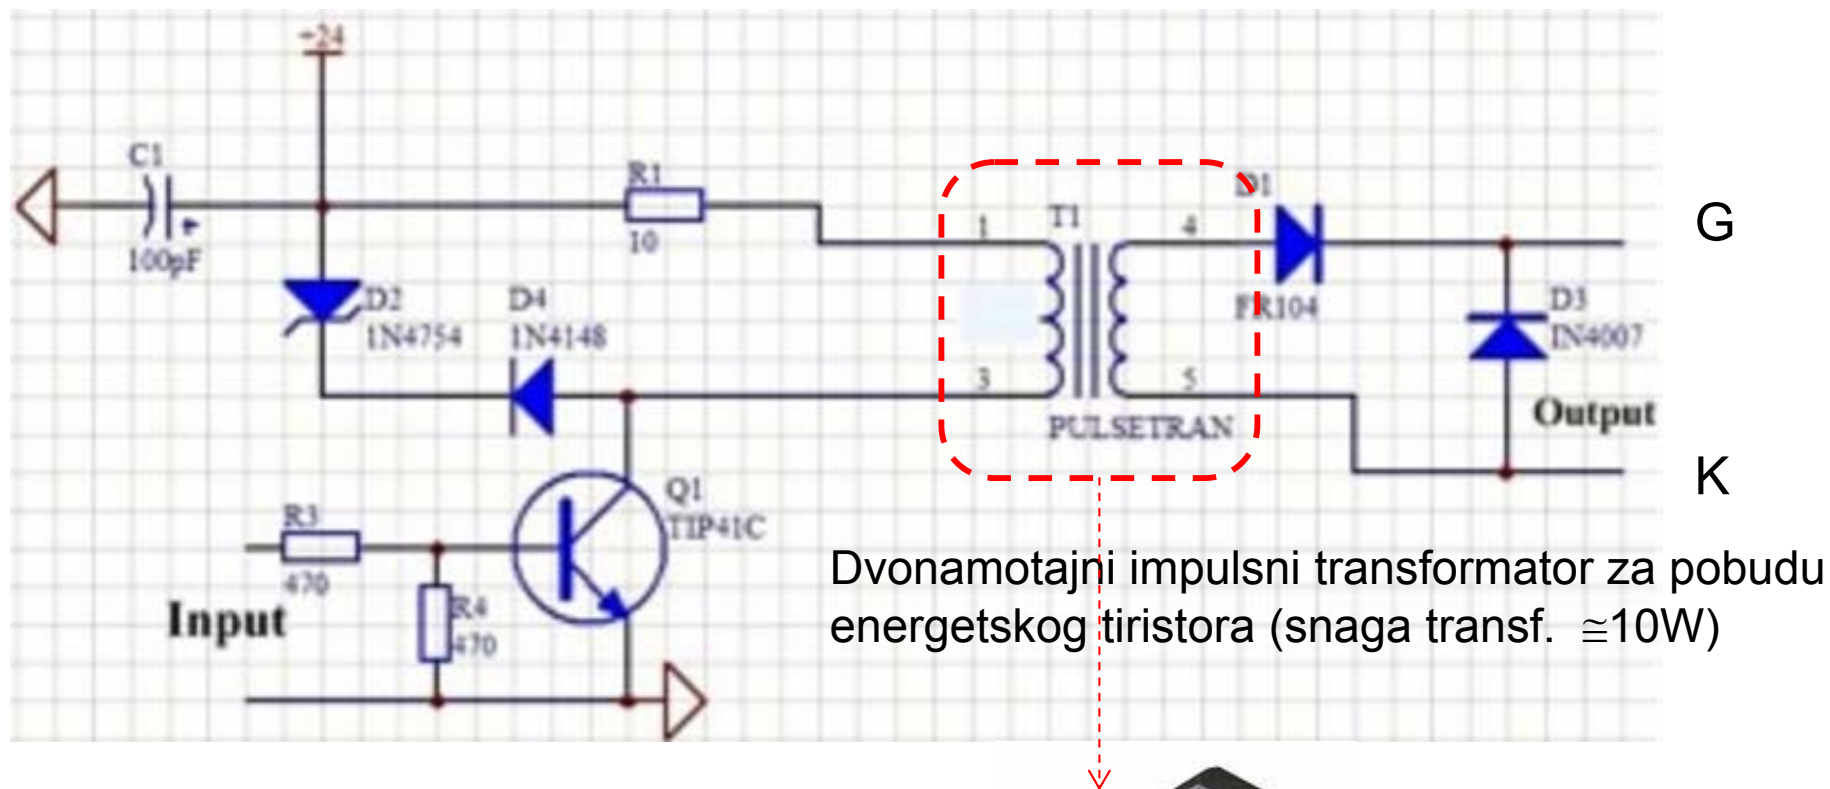 +24
C1
100pF
R1
10
D2
1N4754
D4
1N4148
1
T1
4
3
5
PULSETRAN
D1
FR104
D3
IN4007
G
Output
K
Q1
TIP41C
R3
470
R4
470
Input
Dvonamotajni impulsni transformator za pobudu
energetskog tiristora (snaga transf. ≅10W)